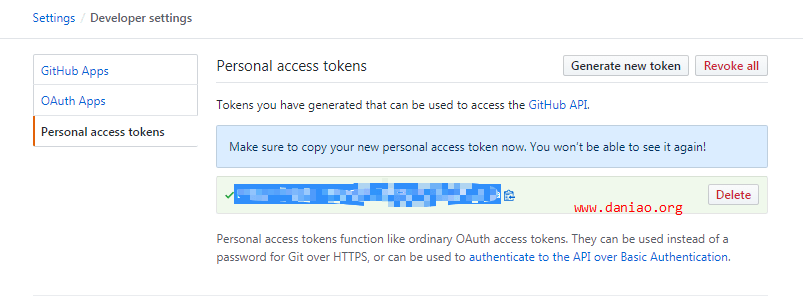 Settings / Developer settings
GitHub Apps
OAuth Apps
Personal access tokens
Personal access tokens
Generate new token
Revoke all
Tokens you have generated that can be used to access the GitHub API.
Make sure to copy your new personal access token now. You won't be able to see it again!
Delete
www.daniao.org
Personal access tokens function like ordinary OAuth access tokens. They can be used instead of a
password for Git over HTTPS, or can be used to authenticate to the API over Basic Authentication.